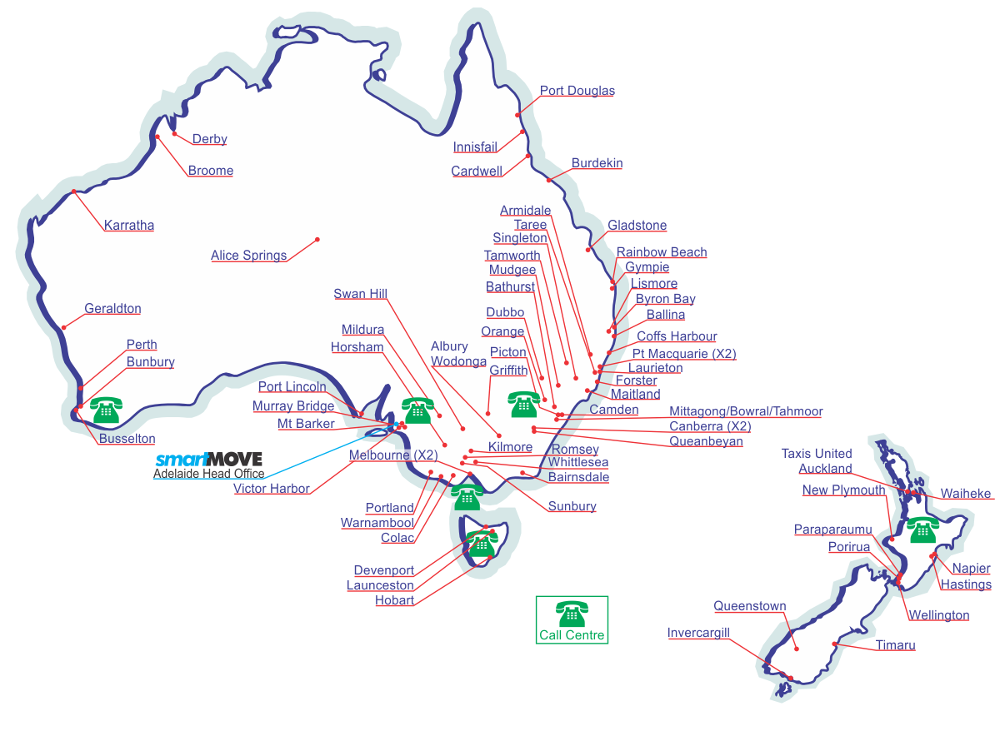 Port Douglas
Derby
Innisfail
Burdekin
Broome
Cardwell
Armidale
Taree
Gladstone
Karratha
Singleton
Alice Springs
Tamworth
Rainbow Beach
Mudgee
Gympie
Bathurst
Lismore
Swan Hill
Byron Bay
Geraldton
Dubbo
Ballina
Mildura
Orange
Coffs Harbour
Perth
Horsham
Albury
Wodonga
Picton
Pt Macquarie (X2)
Bunbury
Griffith
Laurieton
Forster
Port Lincoln
Maitland
Murray Bridge
Camden
Mittagong/Bowral/Tahmoor
Mt Barker
Canberra (X2)
Busselton
Queanbeyan
Kilmore
Romsey
Melbourne (X2)
smartMOVE
Adelaide Head Office
Whittlesea
Bairnsdale
Victor Harbor
Taxis United
Auckland
New Plymouth
Waiheke
Portland
Sunbury
Warnambool
Colac
Paraparaumu
Porirua
Devenport
Napier
Launceston
Hastings
Hobart
Queenstown
Wellington
Call Centre
Invercargill
Timaru